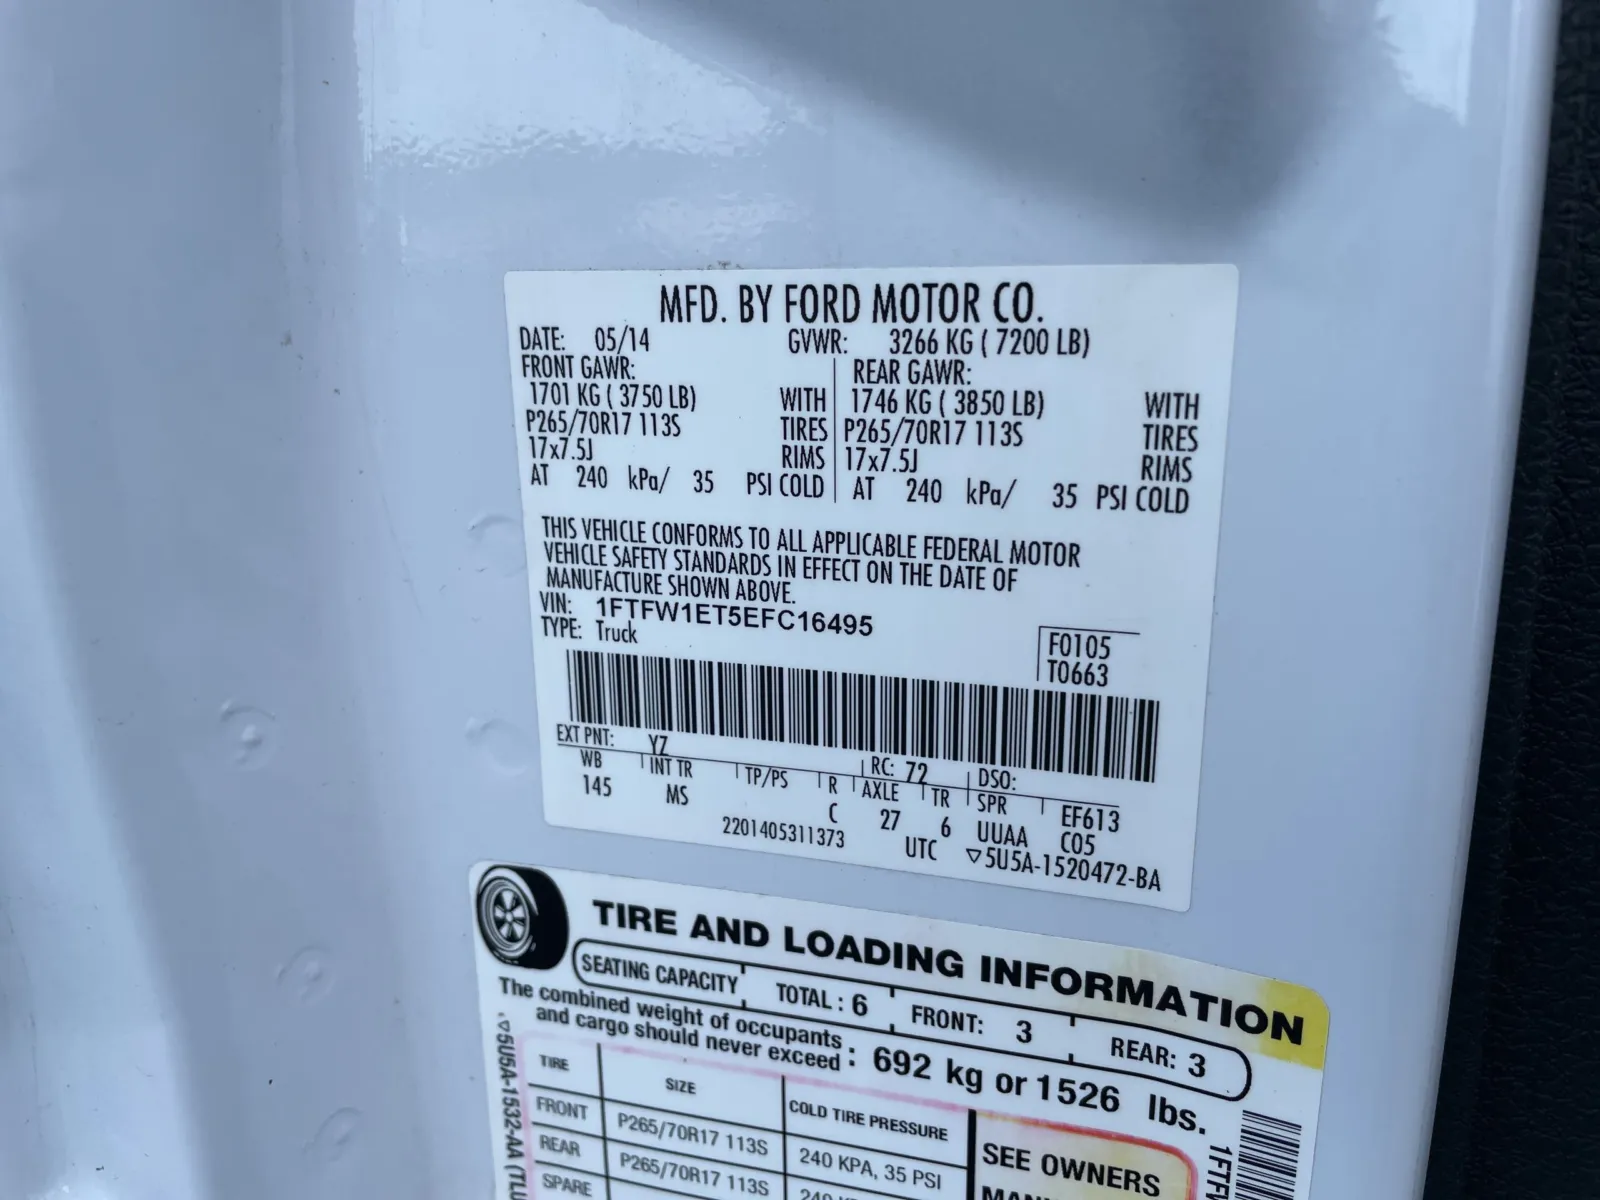 MFD. BY FORD MOTOR CO.
DATE: 05/14 GVWR: 3266 KG ( 7200 LB)
FRONT GAWR: REAR GAWR:
1701 KG ( 3750 LB) WITH 1746 KG ( 3850 LB) WITH
P265/70R17 113S TIRES P265/70R17 113S TIRES
17x7.5J RIMS 17x7.5J RIMS
AT 240 kPa/ 35 PSI COLD AT 240 kPa/ 35 PSI COLD
THIS VEHICLE CONFORMS TO ALL APPLICABLE FEDERAL MOTOR
VEHICLE SAFETY STANDARDS IN EFFECT ON THE DATE OF
MANUFACTURE SHOWN ABOVE.
VIN: 1FTFW1ET5EFC16495
TYPE: Truck
F0105
T0663
EXT PNT: YZ RC: 72 DSO:
WB INT TR TP/PS R AXLE TR SPR EF613
145 MS C 27 6 UUAA C05
2201405311373 UTC ▽5U5A-1520472-BA
TIRE AND LOADING INFORMATION
SEATING CAPACITY TOTAL : 6 FRONT: 3 REAR: 3
The combined weight of occupants
and cargo should never exceed : 692 kg or 1526 lbs.
TIRE SIZE COLD TIRE PRESSURE
FRONT P265/70R17 113S 240 KPA, 35 PSI
REAR P265/70R17 113S 240
SPARE
SEE OWNERS
▽5U5A-1532-AA (TLU
1FTF